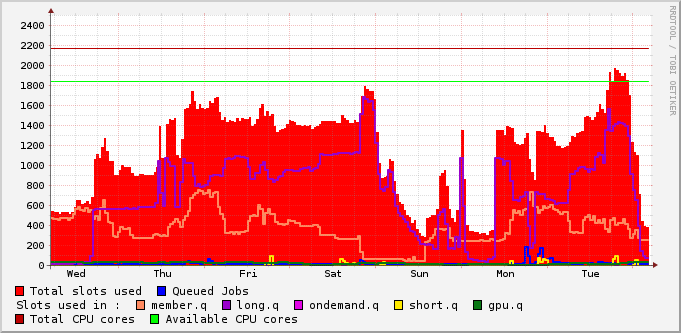 RRDTOOL / TOBI OETIKER
2400
2200
2000
1800
1600
1400
1200
1000
800
600
400
200
0
Wed Thu Fri Sat Sun Mon Tue
Total slots used Queued Jobs
Slots used in : member.q long.q ondemand.q short.q gpu.q
Total CPU cores Available CPU cores